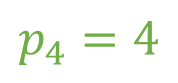 p₄ = 4